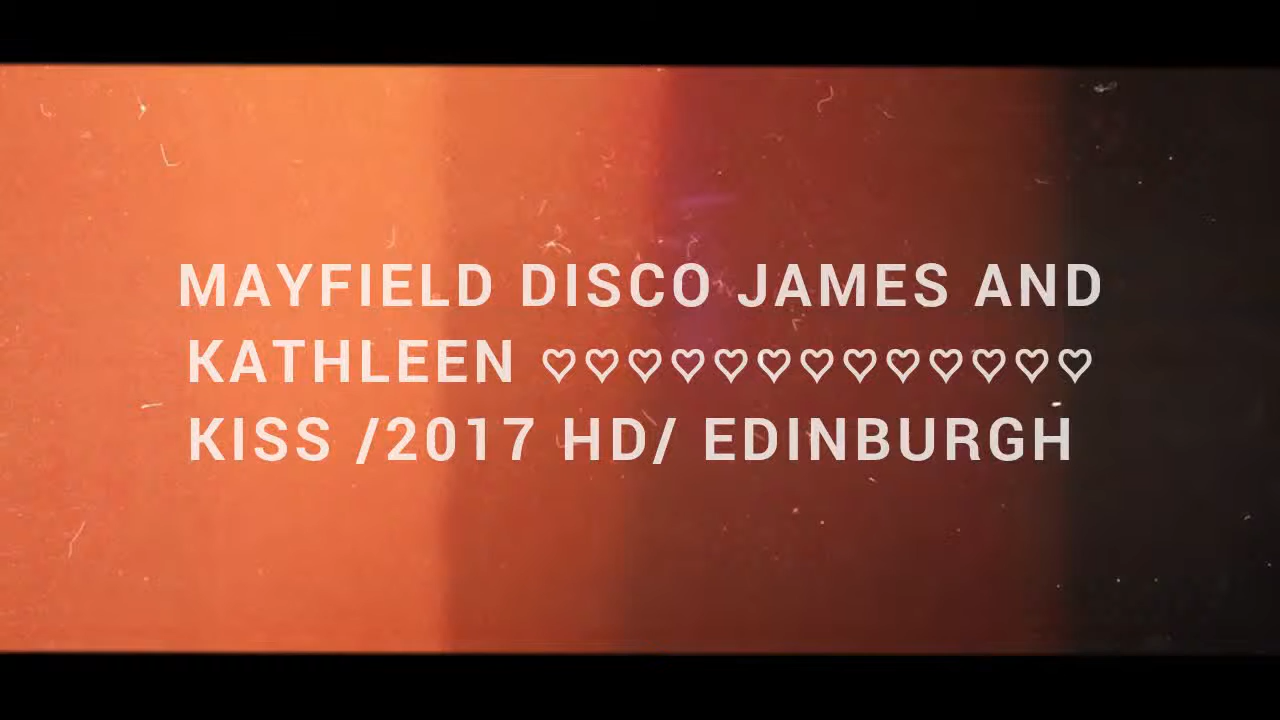 MAYFIELD DISCO JAMES AND
KATHLEEN ♡♡♡♡♡♡♡♡♡♡♡♡♡
KISS /2017 HD/ EDINBURGH